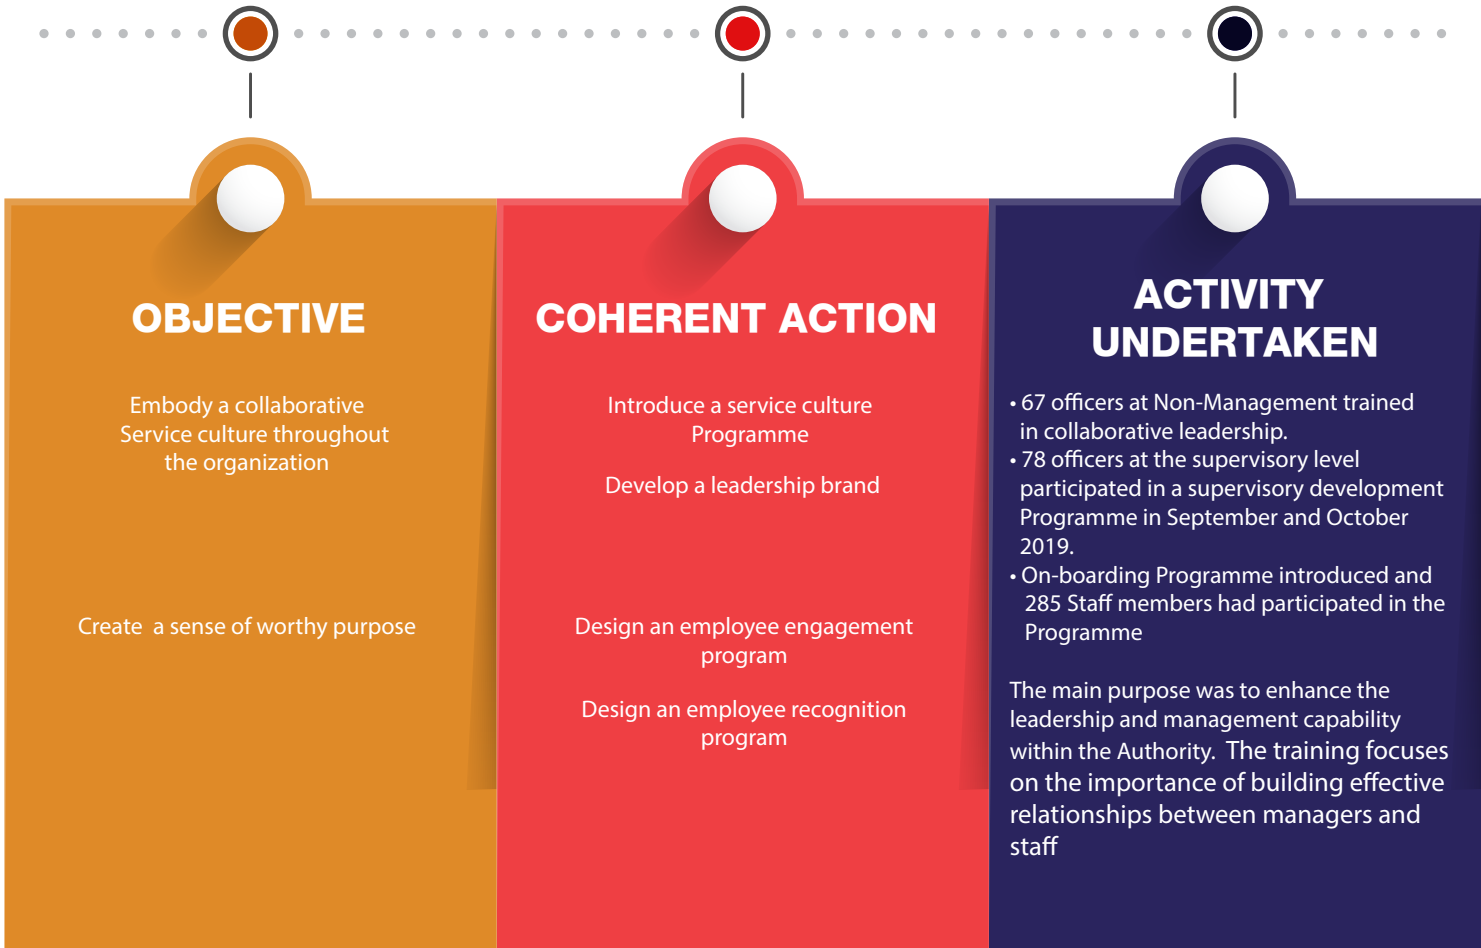 OBJECTIVE
Embody a collaborative
Service culture throughout
the organization
Create  a sense of worthy purpose
COHERENT ACTION
Introduce a service culture
Programme
Develop a leadership brand
Design an employee engagement
program
Design an employee recognition
program
ACTIVITY
UNDERTAKEN
• 67 officers at Non-Management trained
in collaborative leadership.
• 78 officers at the supervisory level
participated in a supervisory development
Programme in September and October
2019.
• On-boarding Programme introduced and
285 Staff members had participated in the
Programme
The main purpose was to enhance the
leadership and management capability
within the Authority.  The training focuses
on the importance of building effective
relationships between managers and
staff